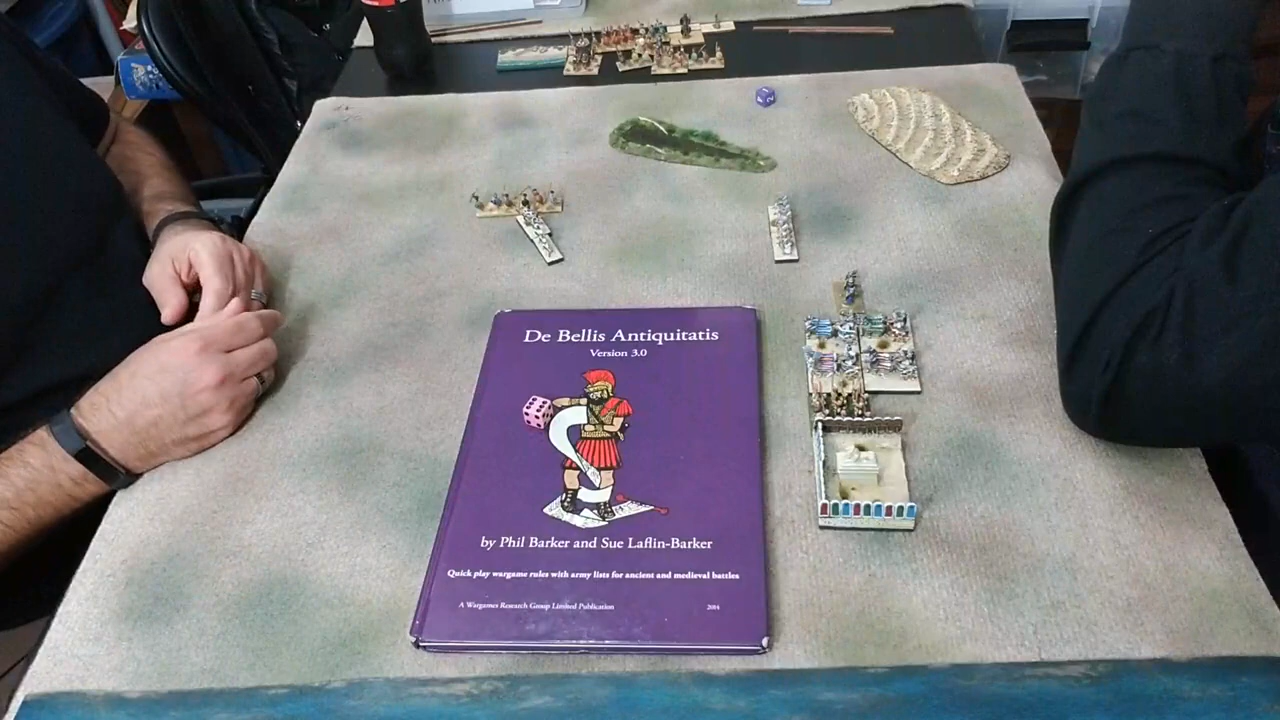 De Bellis Antiquitatis
Version 3.0
by Phil Barker and Sue Laflin-Barker
Quick play wargame rules with army lists for ancient and medieval battles
A Wargames Research Group Limited Publication 2014